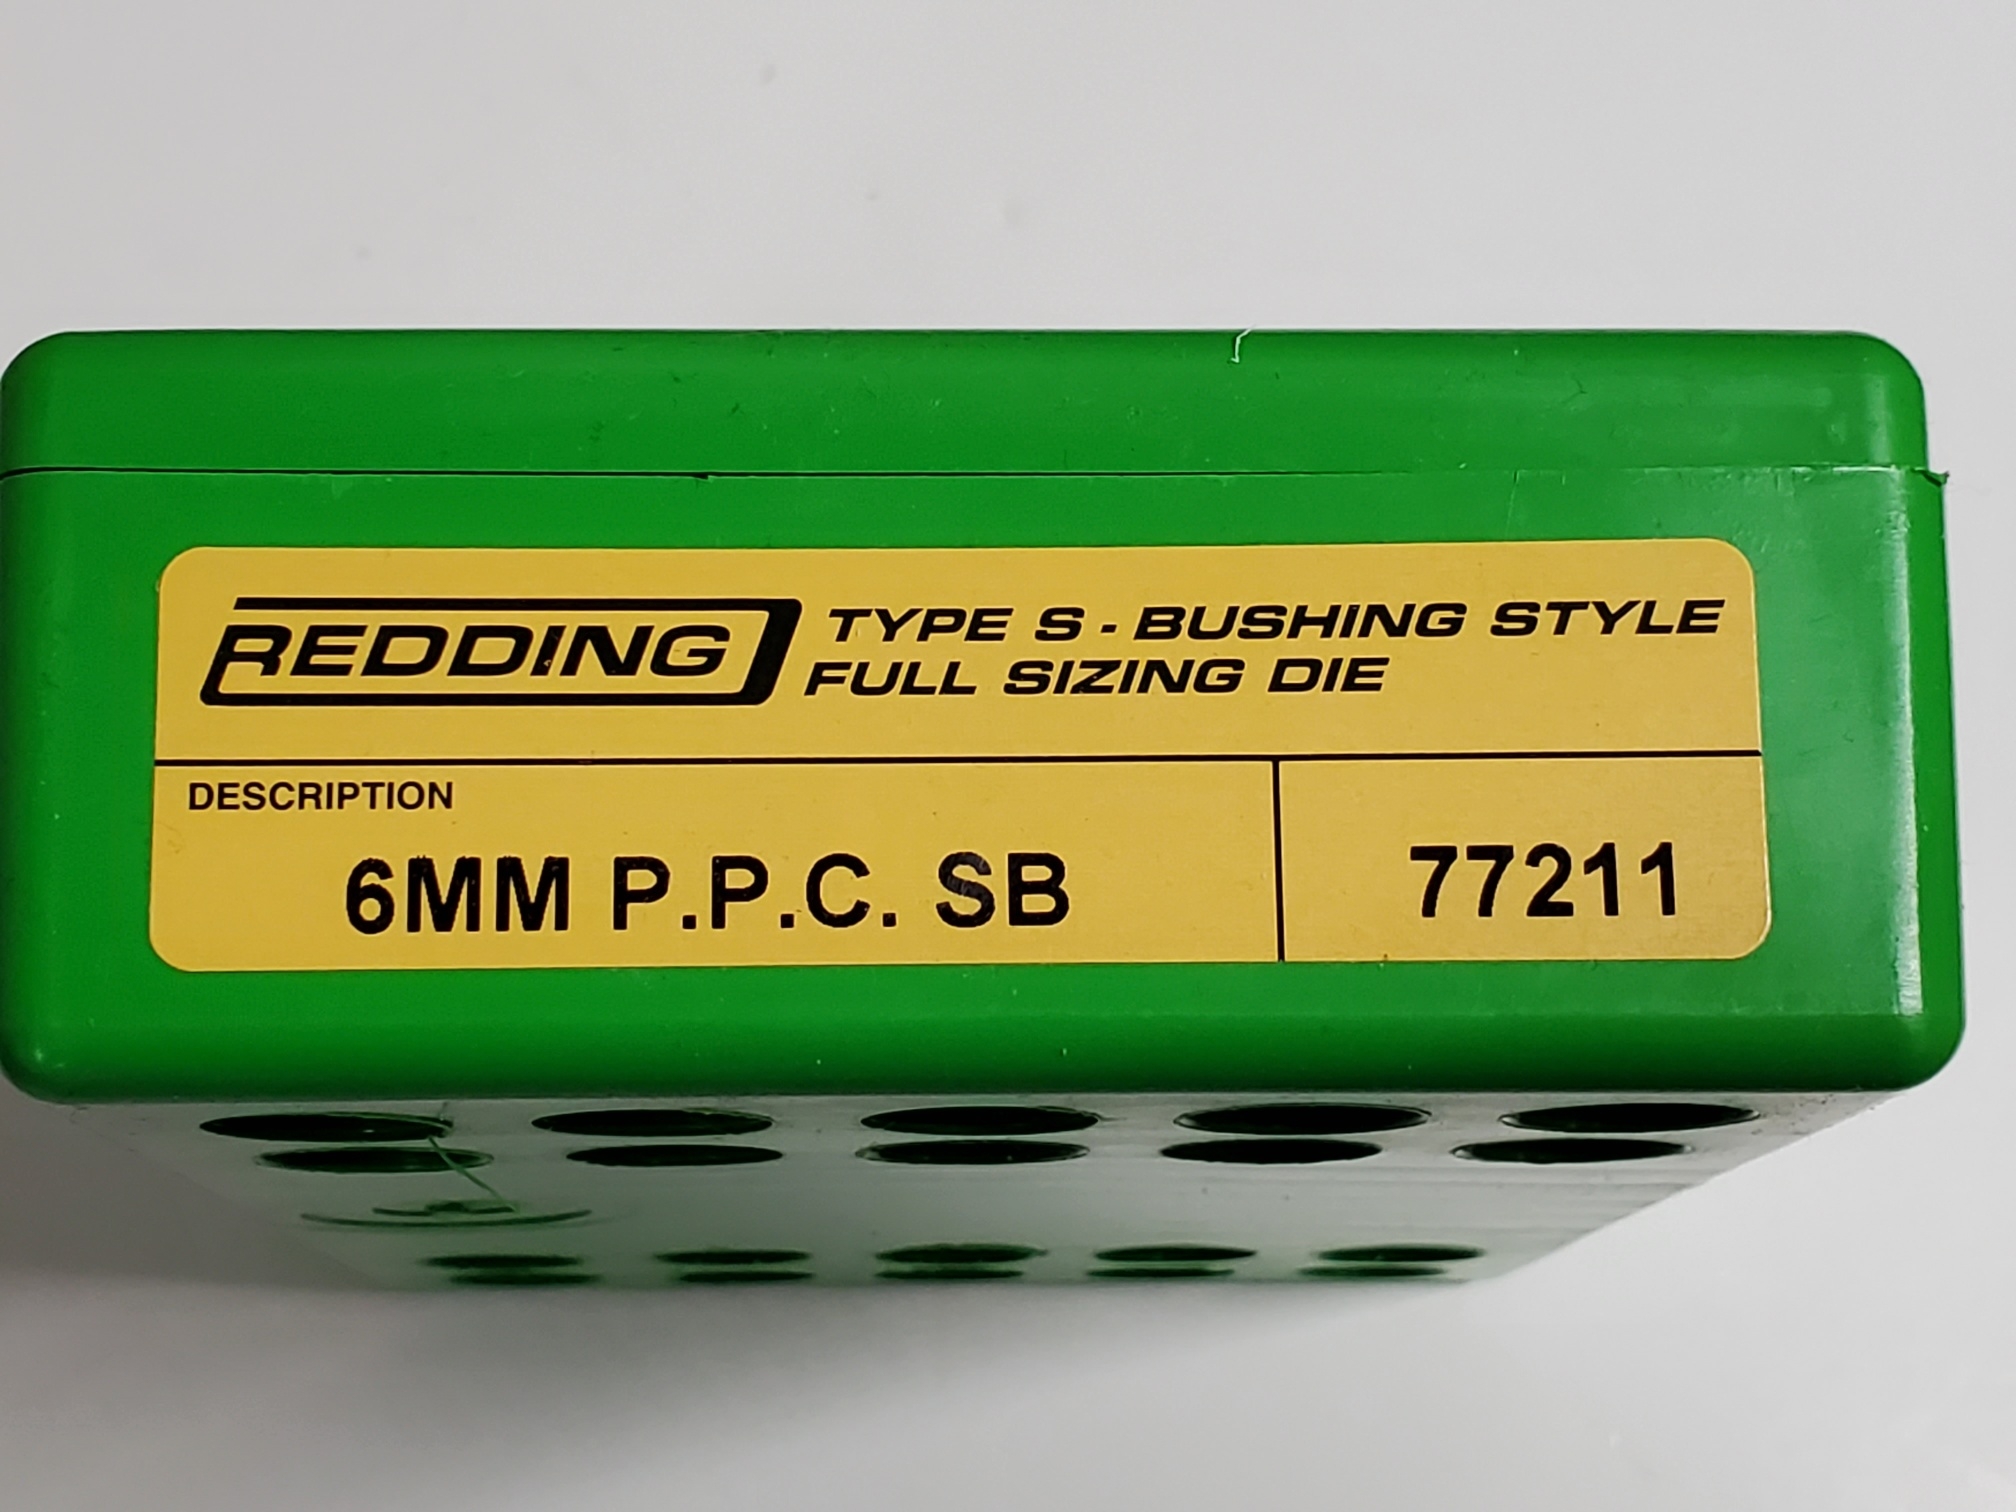 REDDING TYPE S - BUSHING STYLE
FULL SIZING DIE
DESCRIPTION
6MM P.P.C. SB 77211